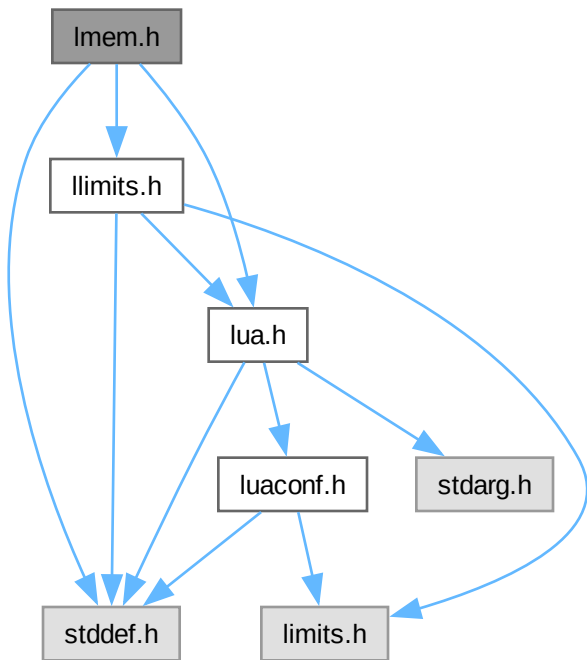 lmem.h
llimits.h
lua.h
luaconf.h
stdarg.h
stddef.h
limits.h